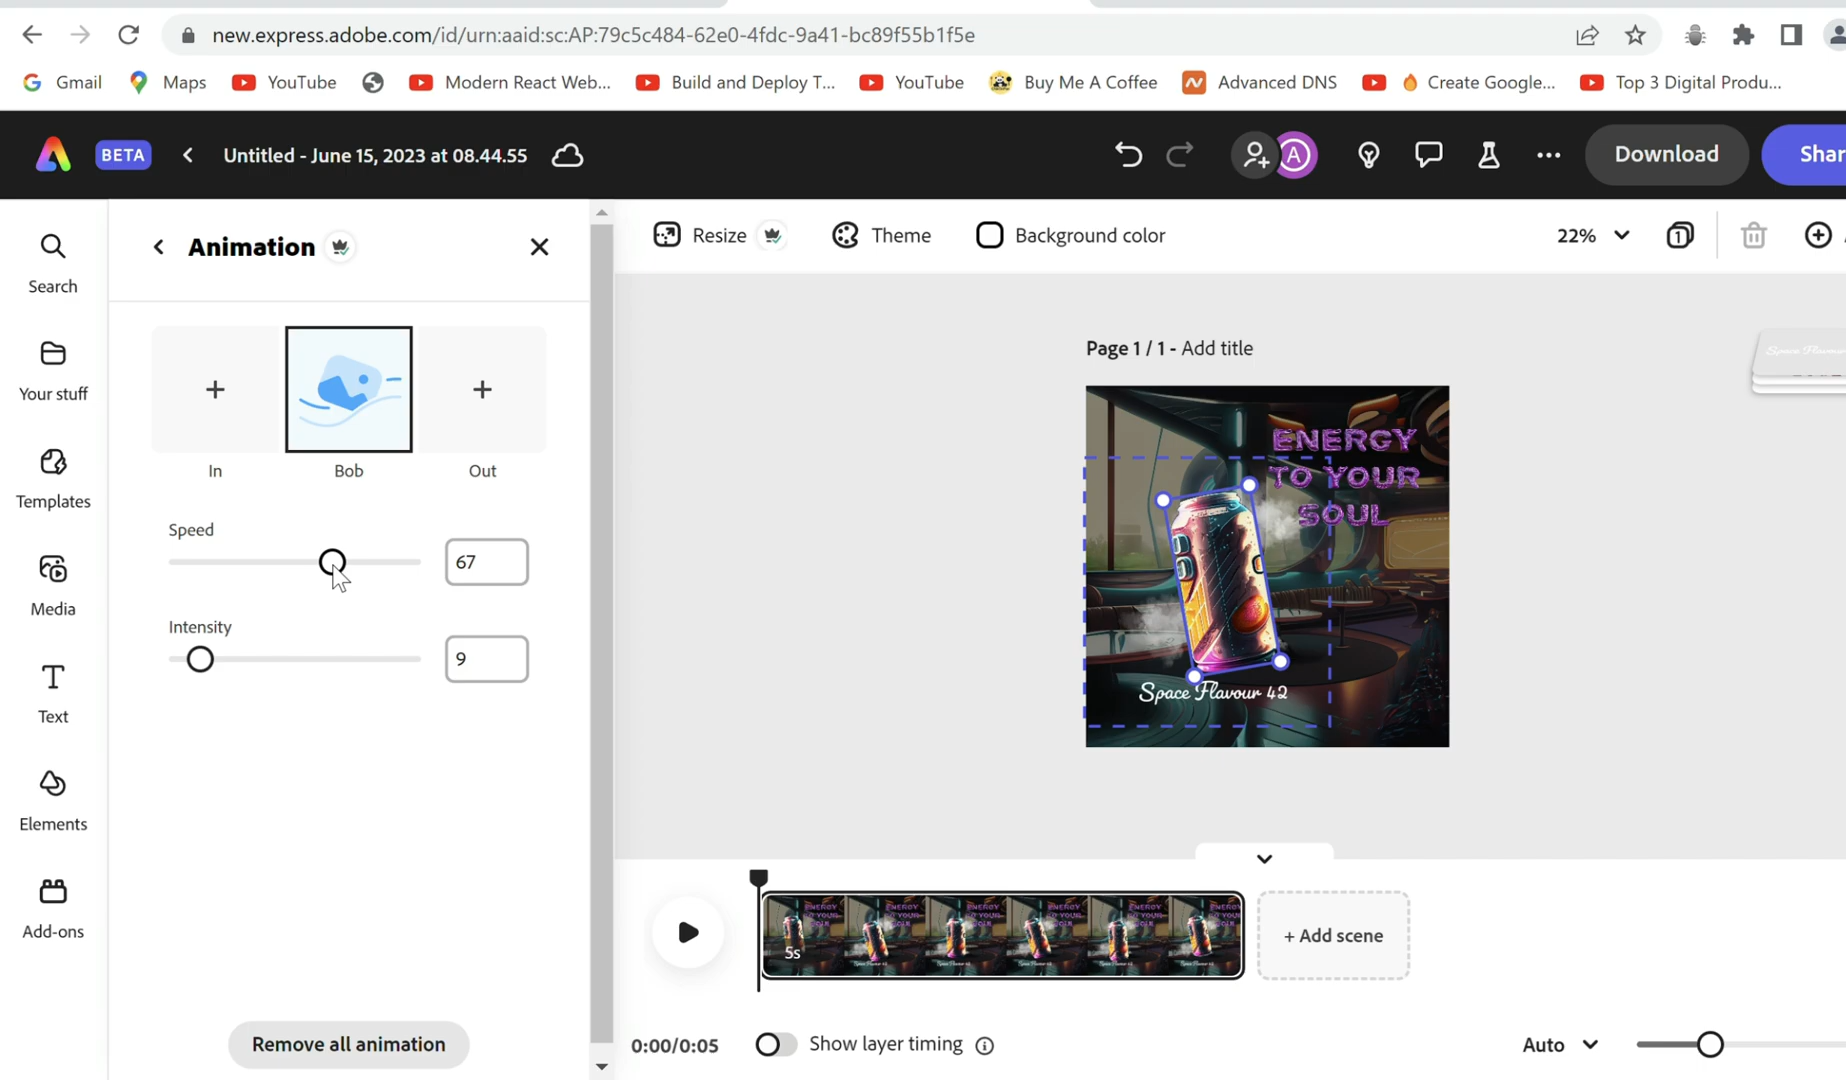 new.express.adobe.com/id/urn:aaid:sc:AP:79c5c484-62e0-4fdc-9a41-bc89f55b1f5e
Gmail Maps YouTube Modern React Web... Build and Deploy T... YouTube Buy Me A Coffee Advanced DNS Create Google... Top 3 Digital Produ...
BETA Untitled - June 15, 2023 at 08.44.55 A Download Shar
Animation Resize Theme Background color 22% 1
Search
Your stuff
Templates
Media
Text
Elements
Add-ons
In Bob Out
Speed
67
Intensity
9
Remove all animation
Page 1 / 1 - Add title
ENERGY
TO YOUR
SOUL
Space Flavour 42
5s
+ Add scene
0:00/0:05 Show layer timing Auto